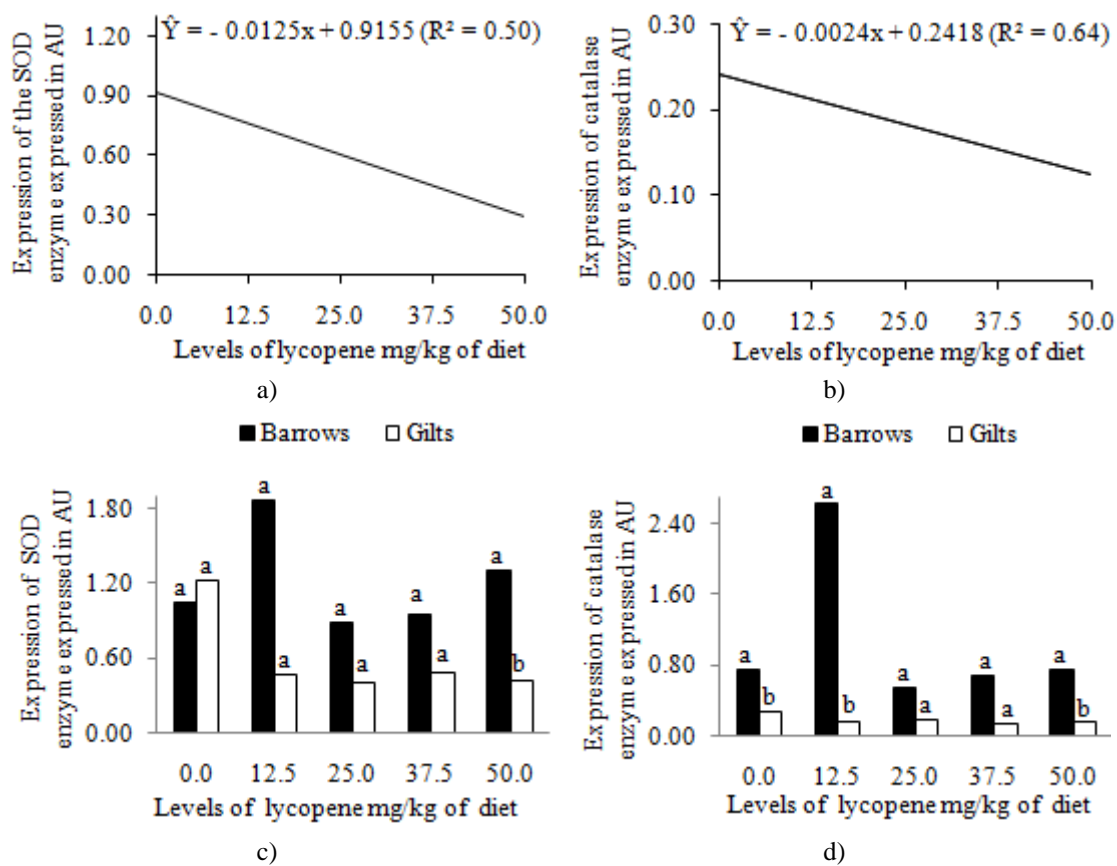 Ŷ = - 0.0125x + 0.9155 (R² = 0.50)
Expression of the SOD
enzyme expressed in AU
1.20
0.90
0.60
0.30
0.00
0.0 12.5 25.0 37.5 50.0
Levels of lycopene mg/kg of diet
a)
Ŷ = - 0.0024x + 0.2418 (R² = 0.64)
Expression of catalase
enzyme expressed in AU
0.30
0.20
0.10
0.00
0.0 12.5 25.0 37.5 50.0
Levels of lycopene mg/kg of diet
b)
Barrows Gilts
Expression of SOD
enzyme expressed in AU
1.80
1.20
0.60
0.00
a a a a a a a a a b
0.0 12.5 25.0 37.5 50.0
Levels of lycopene mg/kg of diet
c)
Barrows Gilts
Expression of catalase
enzyme expressed in AU
2.40
1.60
0.80
0.00
a b a b a a a a a b
0.0 12.5 25.0 37.5 50.0
Levels of lycopene mg/kg of diet
d)